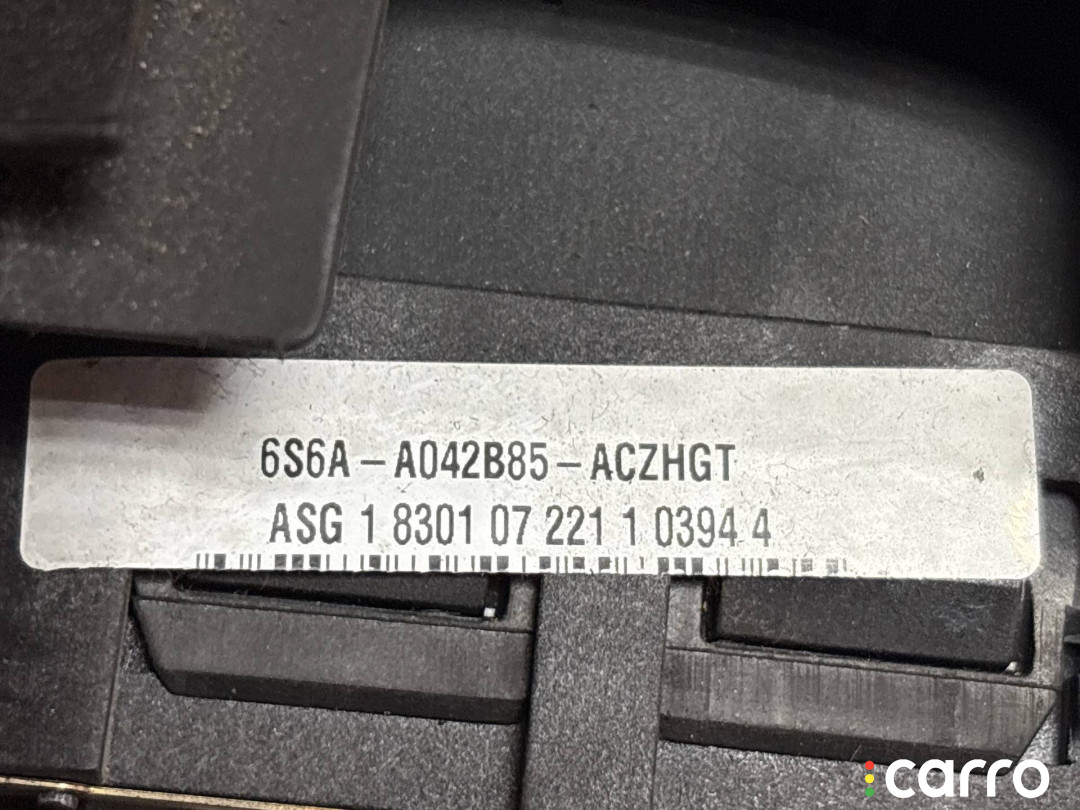 6S6A – A042B85 – ACZHGT
ASG 1 8301 07 221 1 0394 4
carro